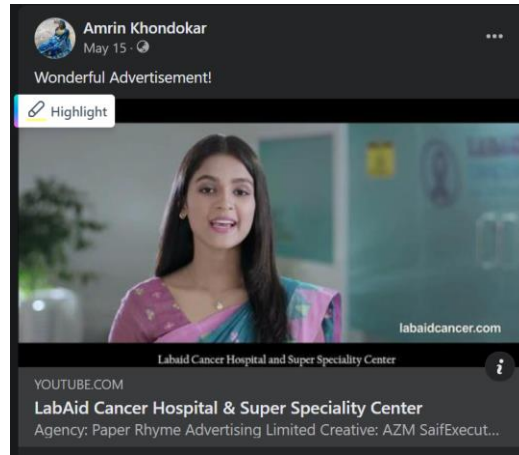 Amrin Khondokar
May 15 ·
Wonderful Advertisement!
Highlight
labaidcancer.com
Labaid Cancer Hospital and Super Speciality Center
YOUTUBE.COM
LabAid Cancer Hospital & Super Speciality Center
Agency: Paper Rhyme Advertising Limited Creative: AZM SaifExecut...